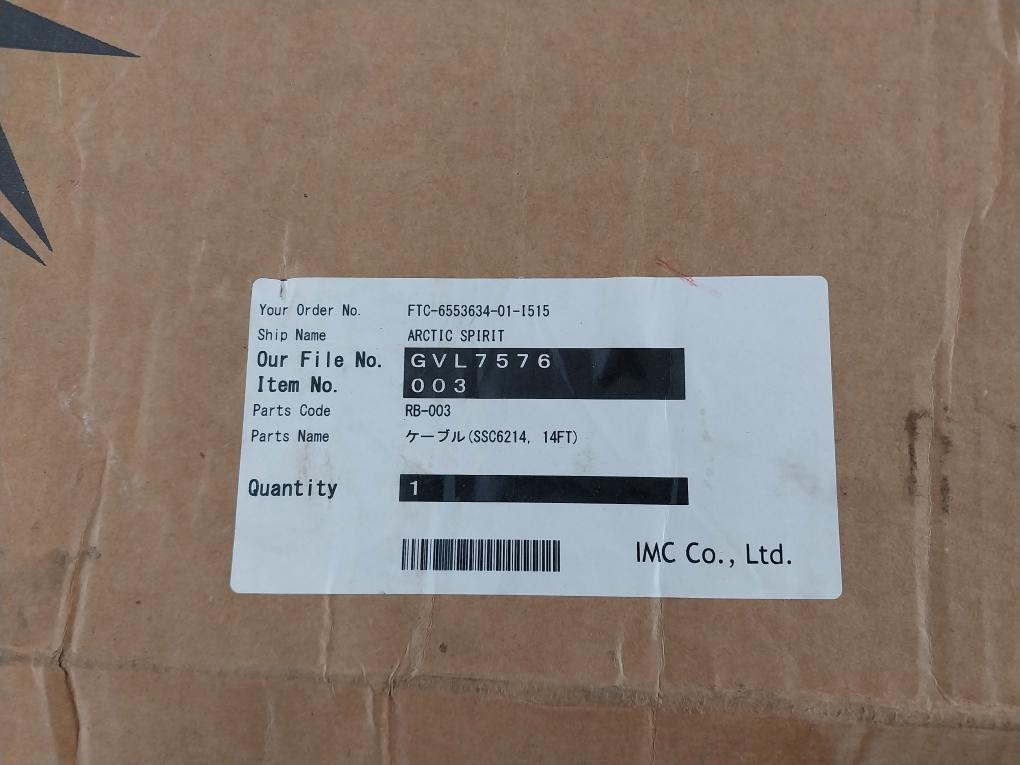 Your Order No. FTC-6553634-01-I515
Ship Name ARCTIC SPIRIT
Our File No. GVL7576
Item No. 003
Parts Code RB-003
Parts Name ケーブル(SSC6214, 14FT)
Quantity 1
IMC Co., Ltd.